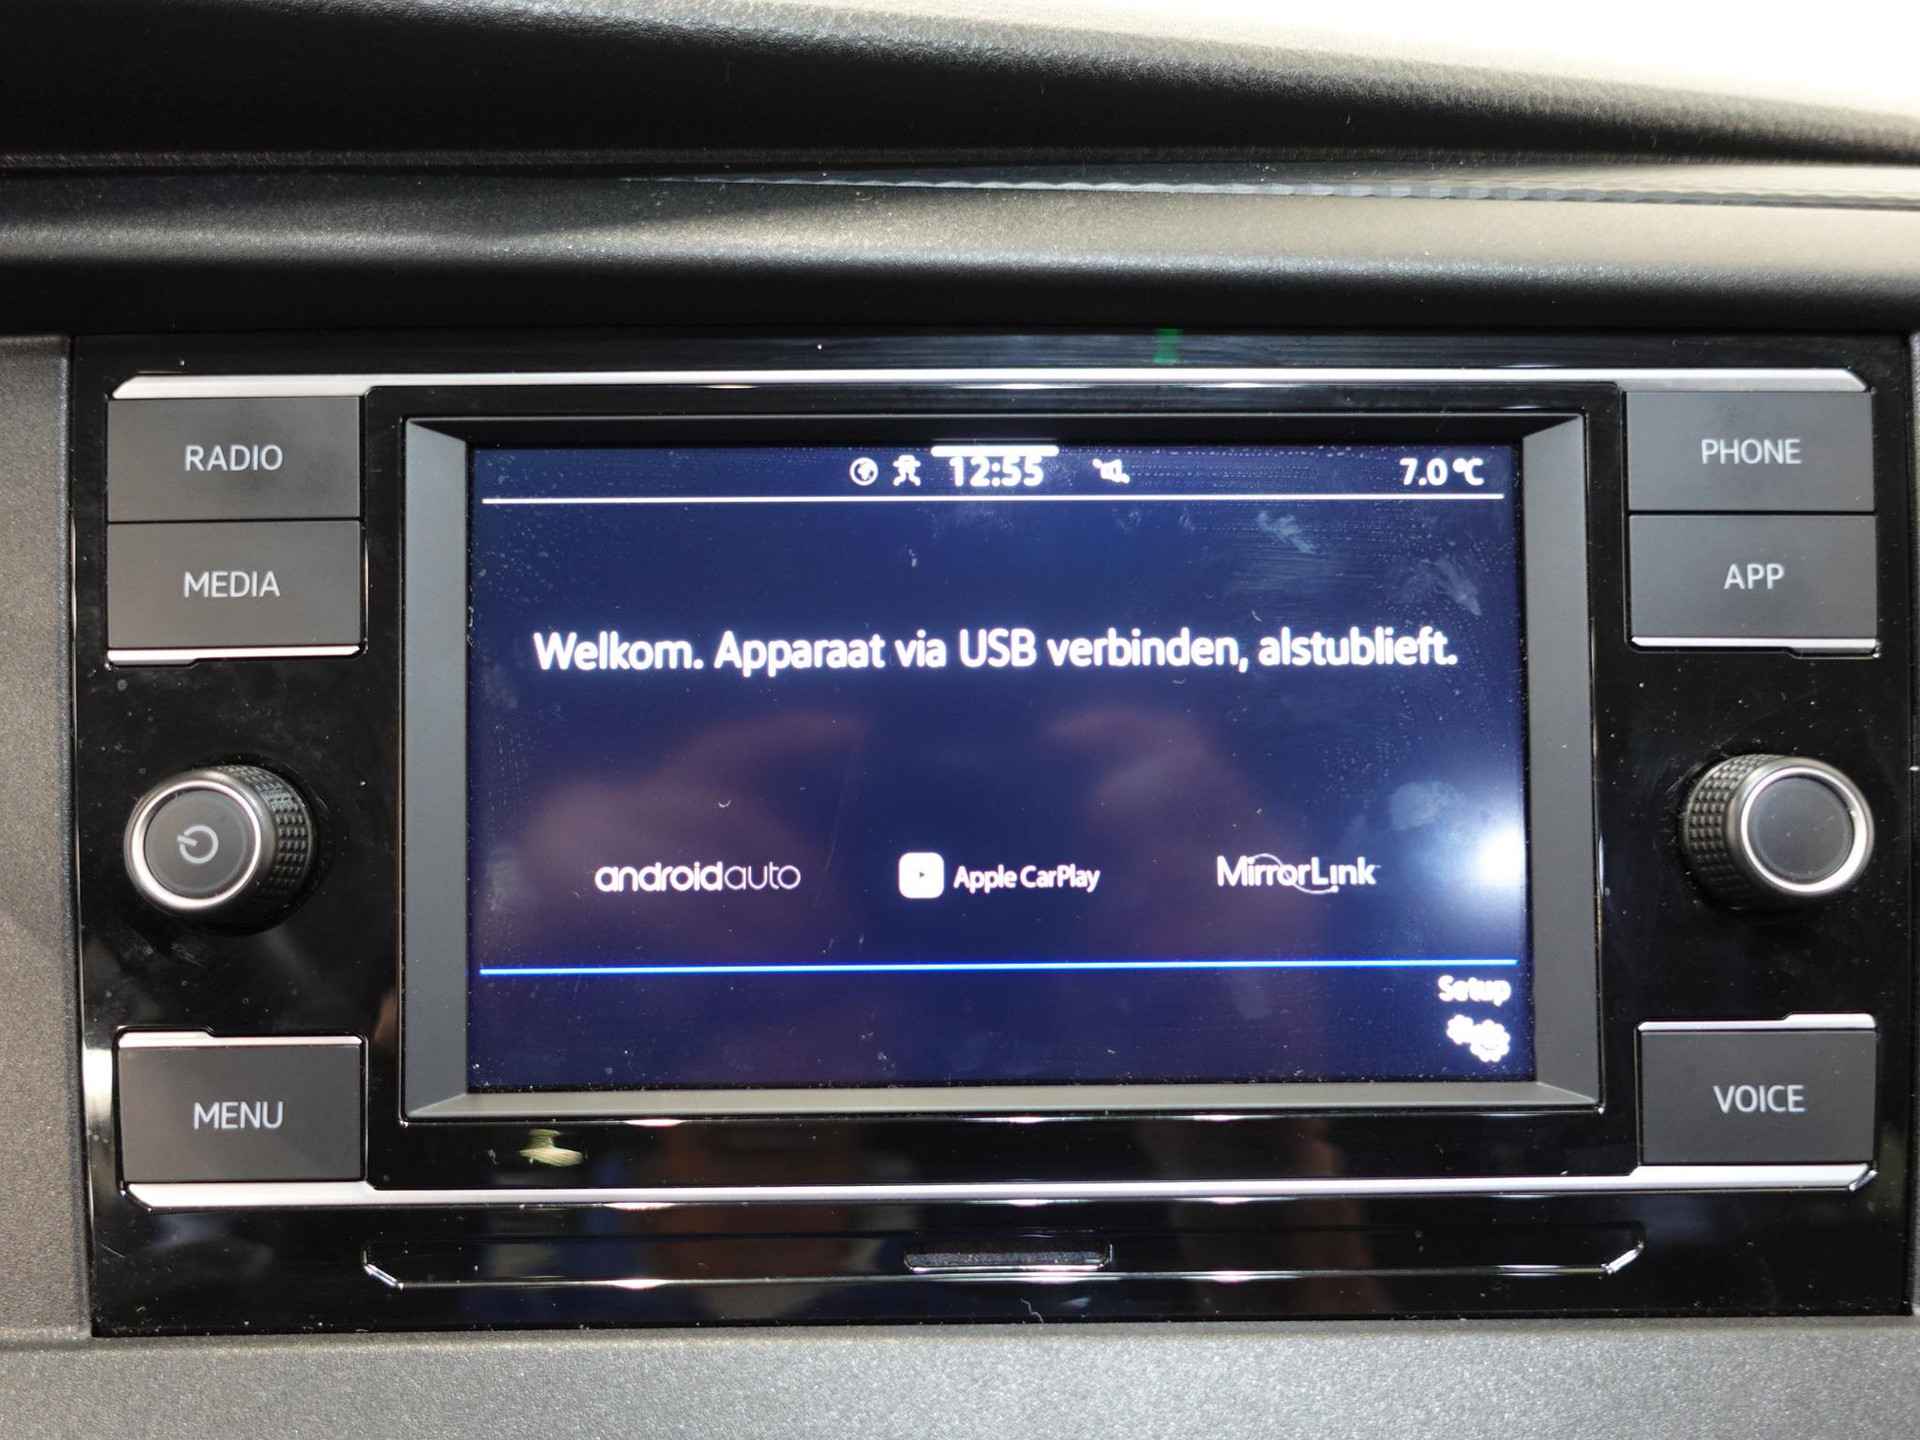 RADIO
MEDIA
MENU
12:55
7.0 °C
Welkom. Apparaat via USB verbinden, alstublieft.
androidauto
Apple CarPlay
MirrorLink™
Setup
PHONE
APP
VOICE